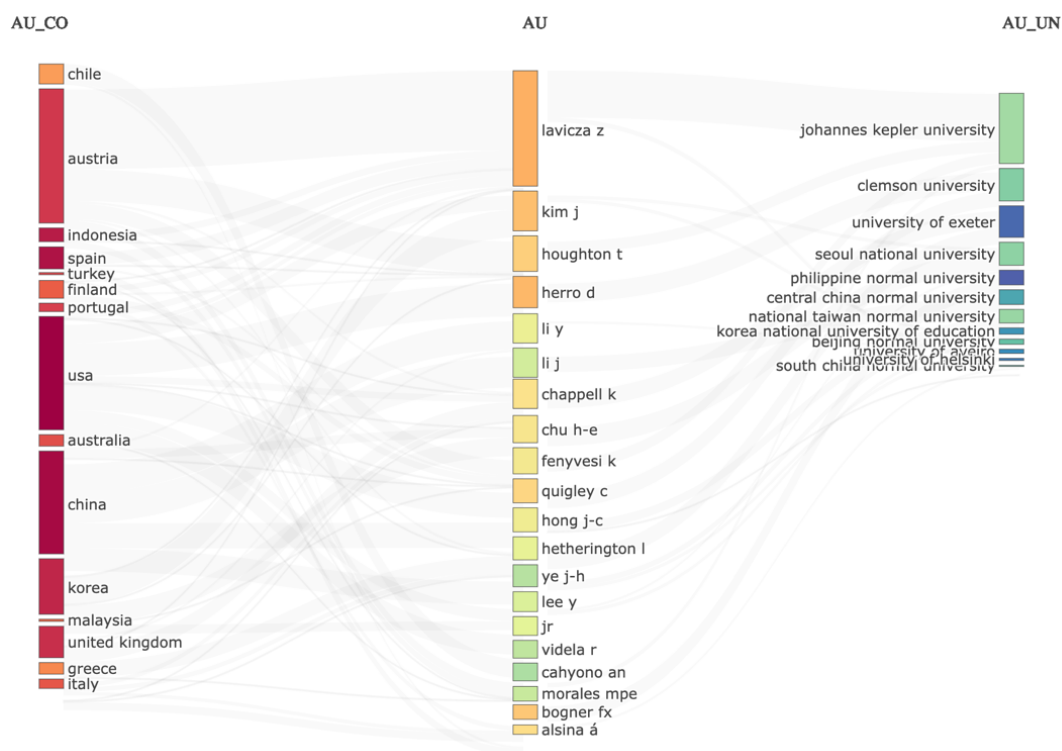 AU_CO
AU
AU_UN
chile
austria
indonesia
spain
turkey
finland
portugal
usa
australia
china
korea
malaysia
united kingdom
greece
italy
lavicza z
kim j
houghton t
herro d
li y
li j
chappell k
chu h-e
fenyvesi k
quigley c
hong j-c
hetherington l
ye j-h
lee y
jr
videla r
cahyono an
morales mpe
bogner fx
alsina á
johannes kepler university
clemson university
university of exeter
seoul national university
philippine normal university
central china normal university
national taiwan normal university
korea national university of education
beijing normal university
university of aveiro
university of helsinki
south china normal university